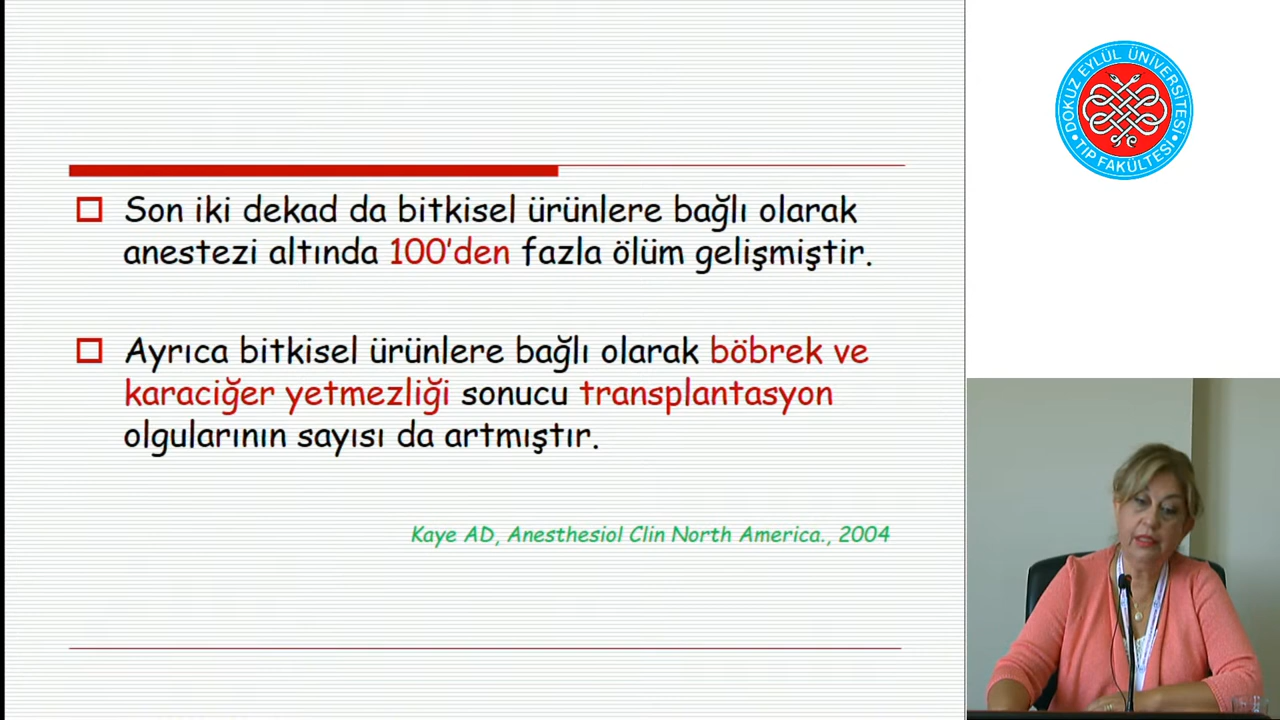 Son iki dekad da bitkisel ürünlere bağlı olarak
anestezi altında 100'den fazla ölüm gelişmiştir.
Ayrıca bitkisel ürünlere bağlı olarak böbrek ve
karaciğer yetmezliği sonucu transplantasyon
olgularının sayısı da artmıştır.
Kaye AD, Anesthesiol Clin North America., 2004
DOKUZ EYLÜL ÜNİVERSİTESİ
TIP FAKÜLTESİ